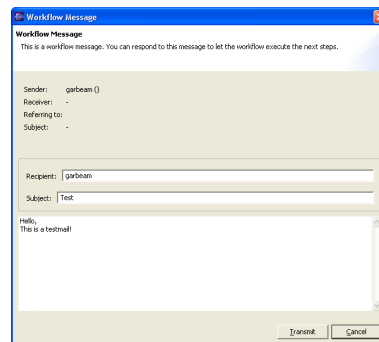 Workflow Message
Workflow Message
This is a workflow message. You can respond to this message to let the workflow execute the next steps.
Sender: garbeam ()
Receiver: -
Referring to:
Subject: -
Recipient: garbeam
Subject: Test
Hello,
This is a testmail!
Transmit Cancel